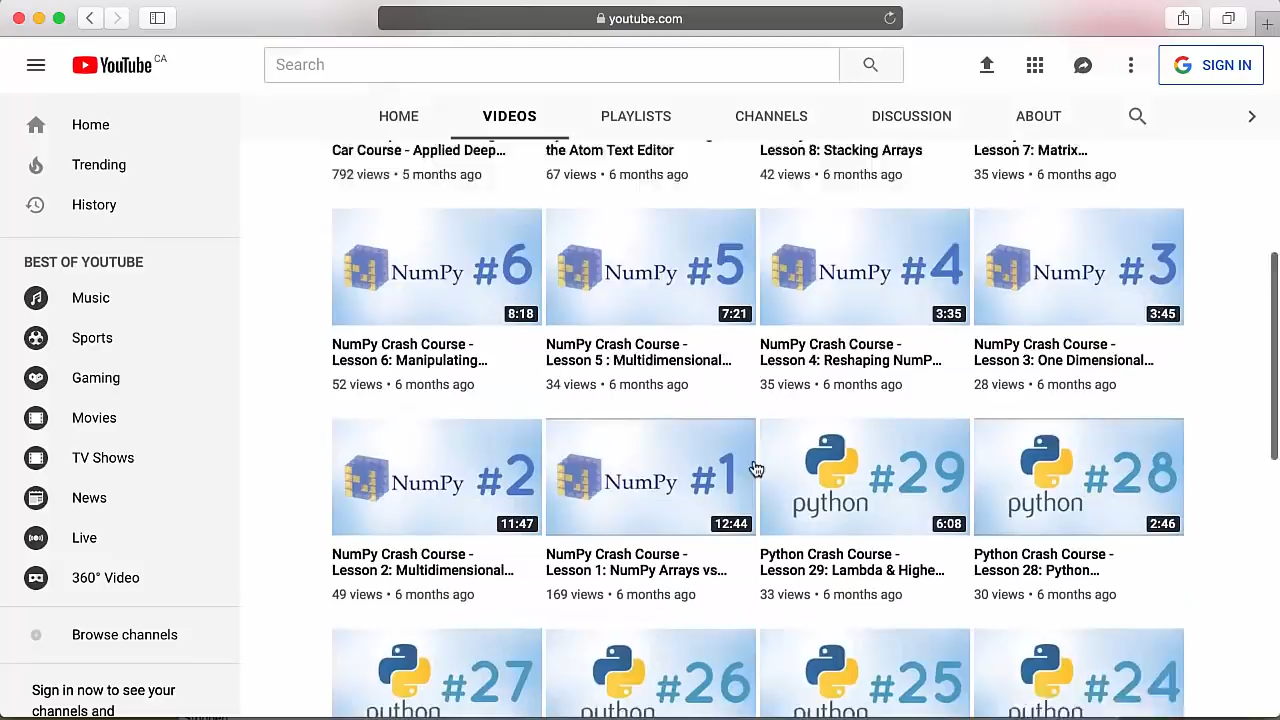 youtube.com
YouTube CA
Search
SIGN IN
HOME
VIDEOS
PLAYLISTS
CHANNELS
DISCUSSION
ABOUT
Home
Trending
History
BEST OF YOUTUBE
Music
Sports
Gaming
Movies
TV Shows
News
Live
360° Video
Browse channels
Sign in now to see your
channels and
Car Course - Applied Deep...
792 views • 5 months ago
the Atom Text Editor
67 views • 6 months ago
Lesson 8: Stacking Arrays
42 views • 6 months ago
Lesson 7: Matrix...
35 views • 6 months ago
NumPy #6
8:18
NumPy Crash Course -
Lesson 6: Manipulating...
52 views • 6 months ago
NumPy #5
7:21
NumPy Crash Course -
Lesson 5 : Multidimensional...
34 views • 6 months ago
NumPy #4
3:35
NumPy Crash Course -
Lesson 4: Reshaping NumP...
35 views • 6 months ago
NumPy #3
3:45
NumPy Crash Course -
Lesson 3: One Dimensional...
28 views • 6 months ago
NumPy #2
11:47
NumPy Crash Course -
Lesson 2: Multidimensional...
49 views • 6 months ago
NumPy #1
12:44
NumPy Crash Course -
Lesson 1: NumPy Arrays vs...
169 views • 6 months ago
python #29
6:08
Python Crash Course -
Lesson 29: Lambda & Highe...
33 views • 6 months ago
python #28
2:46
Python Crash Course -
Lesson 28: Python...
30 views • 6 months ago
python #27
python #26
python #25
python #24